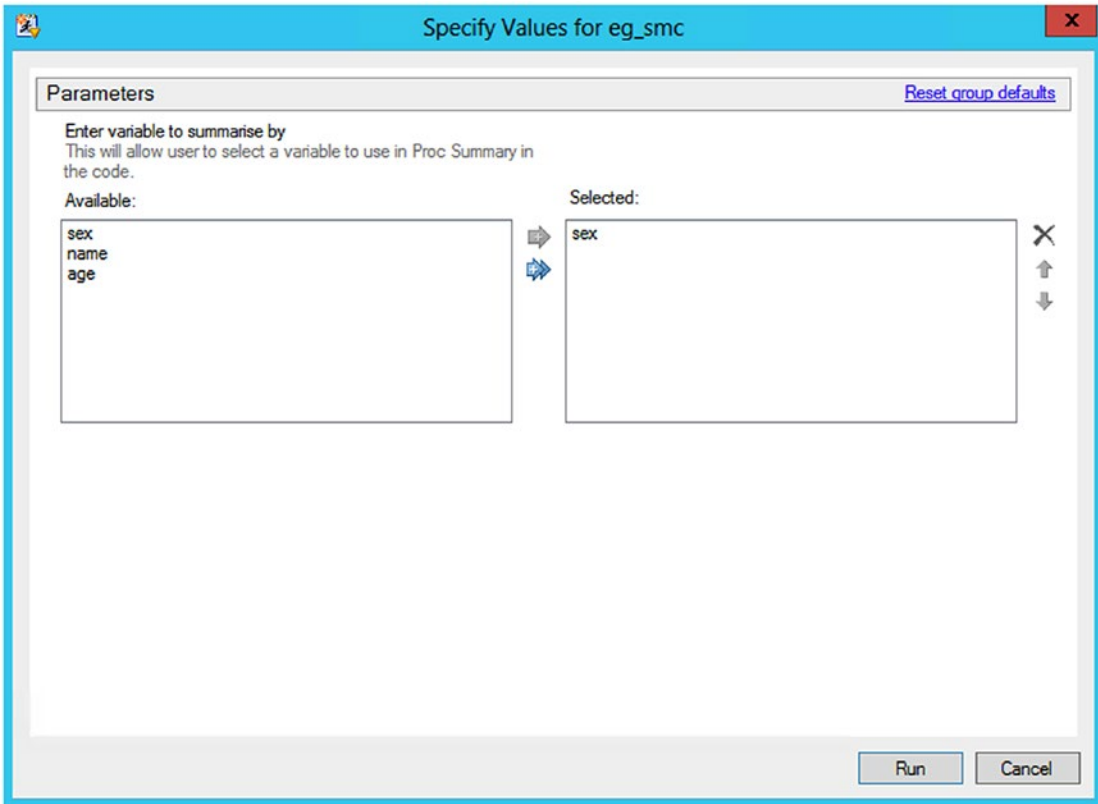 Specify Values for eg_smc
x
Parameters
Reset group defaults
Enter variable to summarise by
This will allow user to select a variable to use in Proc Summary in
the code.
Available:
Selected:
sex
name
age
sex
Run
Cancel